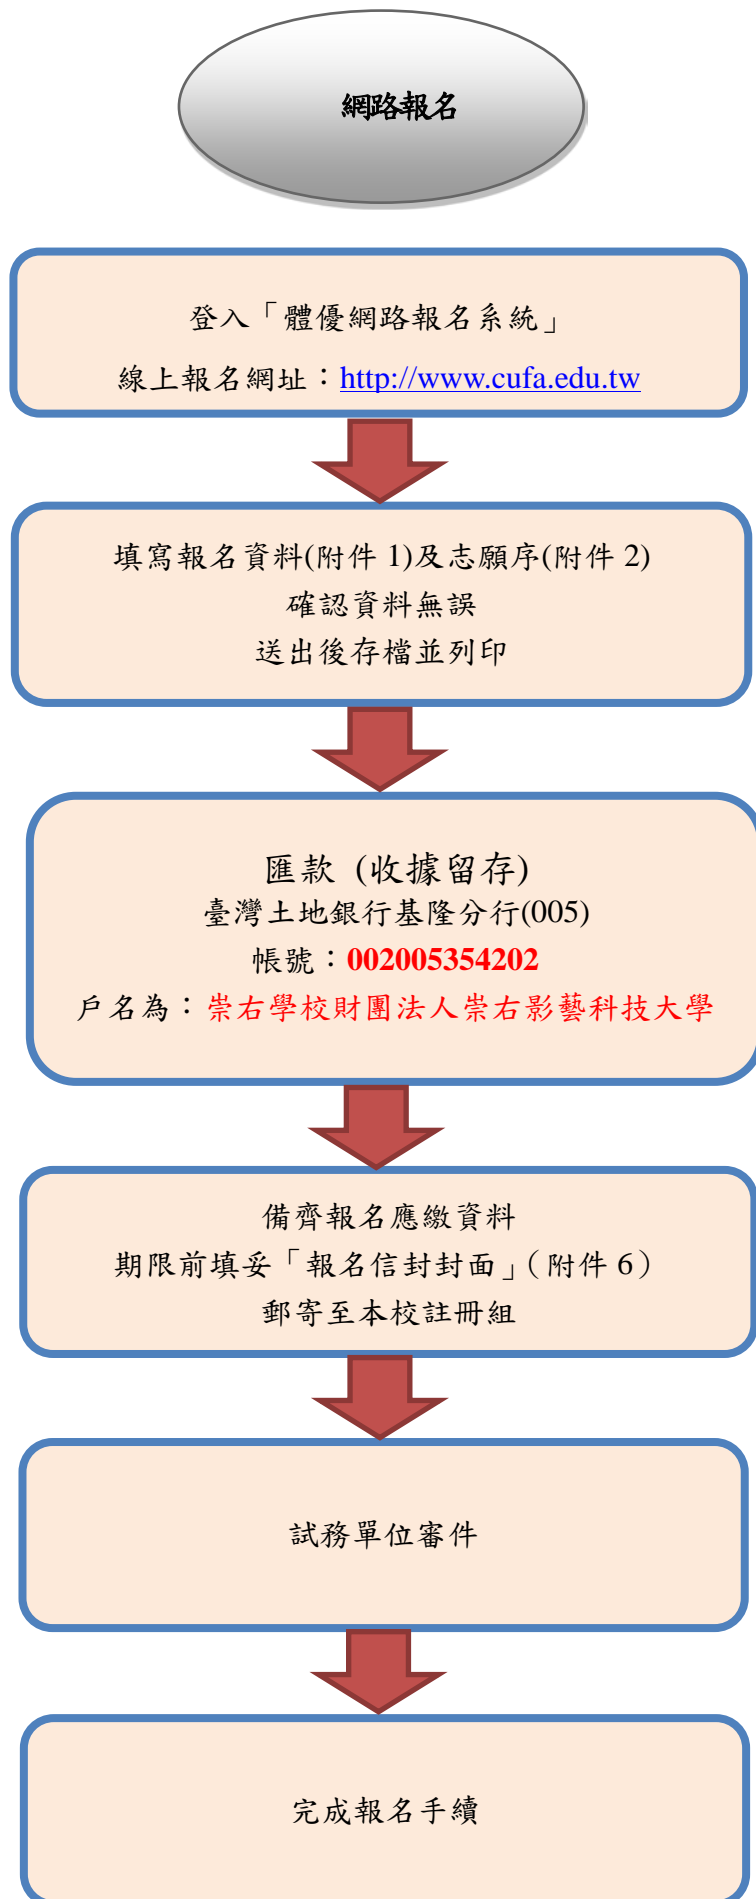 網路報名
登入「體優網路報名系統」
線上報名網址：http://www.cufa.edu.tw
填寫報名資料(附件 1)及志願序(附件 2)
確認資料無誤
送出後存檔並列印
匯款 (收據留存)
臺灣土地銀行基隆分行(005)
帳號：002005354202
戶名為：崇右學校財團法人崇右影藝科技大學
備齊報名應繳資料
期限前填妥「報名信封封面」（附件 6）
郵寄至本校註冊組
試務單位審件
完成報名手續